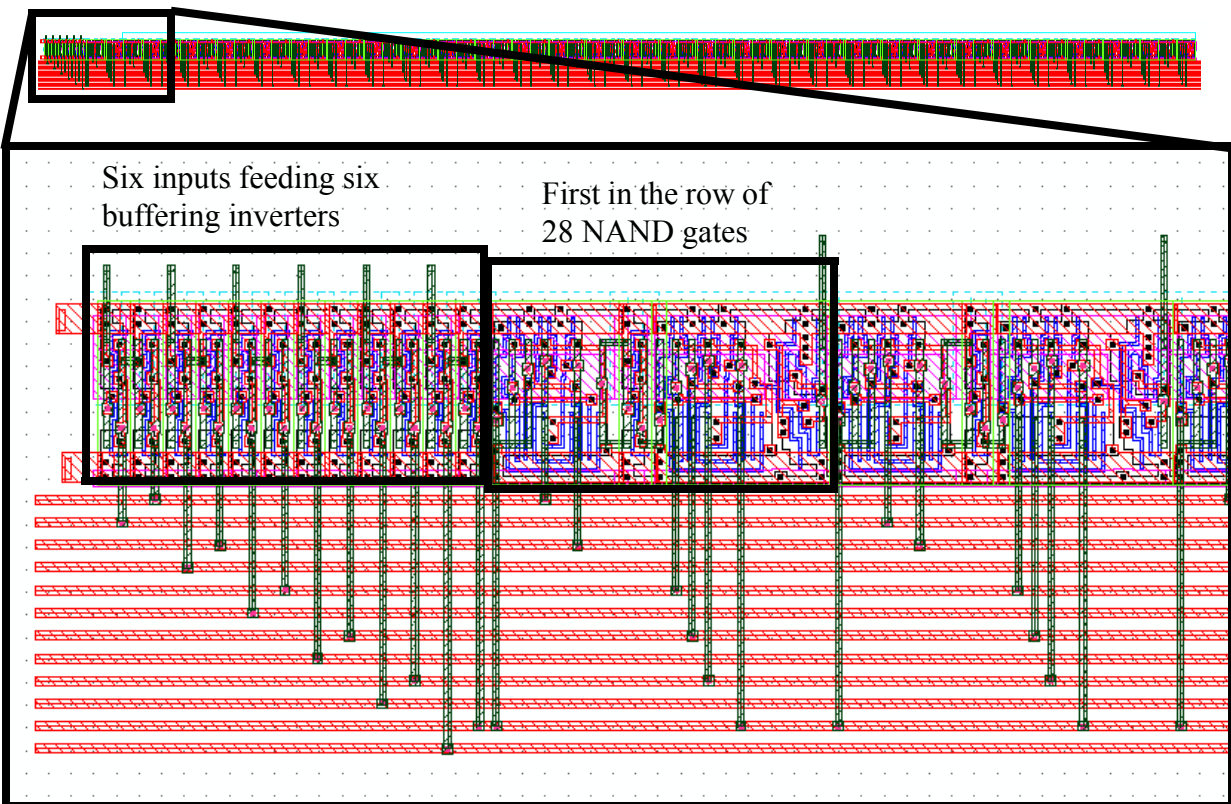 Six inputs feeding six
buffering inverters
First in the row of
28 NAND gates